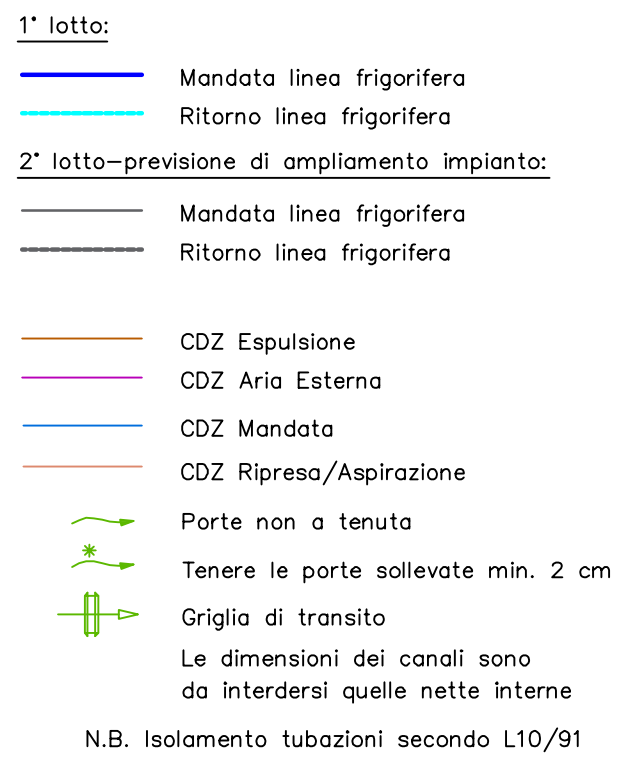 1° lotto:
Mandata linea frigorifera
Ritorno linea frigorifera
2° lotto-previsione di ampliamento impianto:
Mandata linea frigorifera
Ritorno linea frigorifera
CDZ Espulsione
CDZ Aria Esterna
CDZ Mandata
CDZ Ripresa/Aspirazione
Porte non a tenuta
Tenere le porte sollevate min. 2 cm
Griglia di transito
Le dimensioni dei canali sono
da interdersi quelle nette interne
N.B. Isolamento tubazioni secondo L10/91